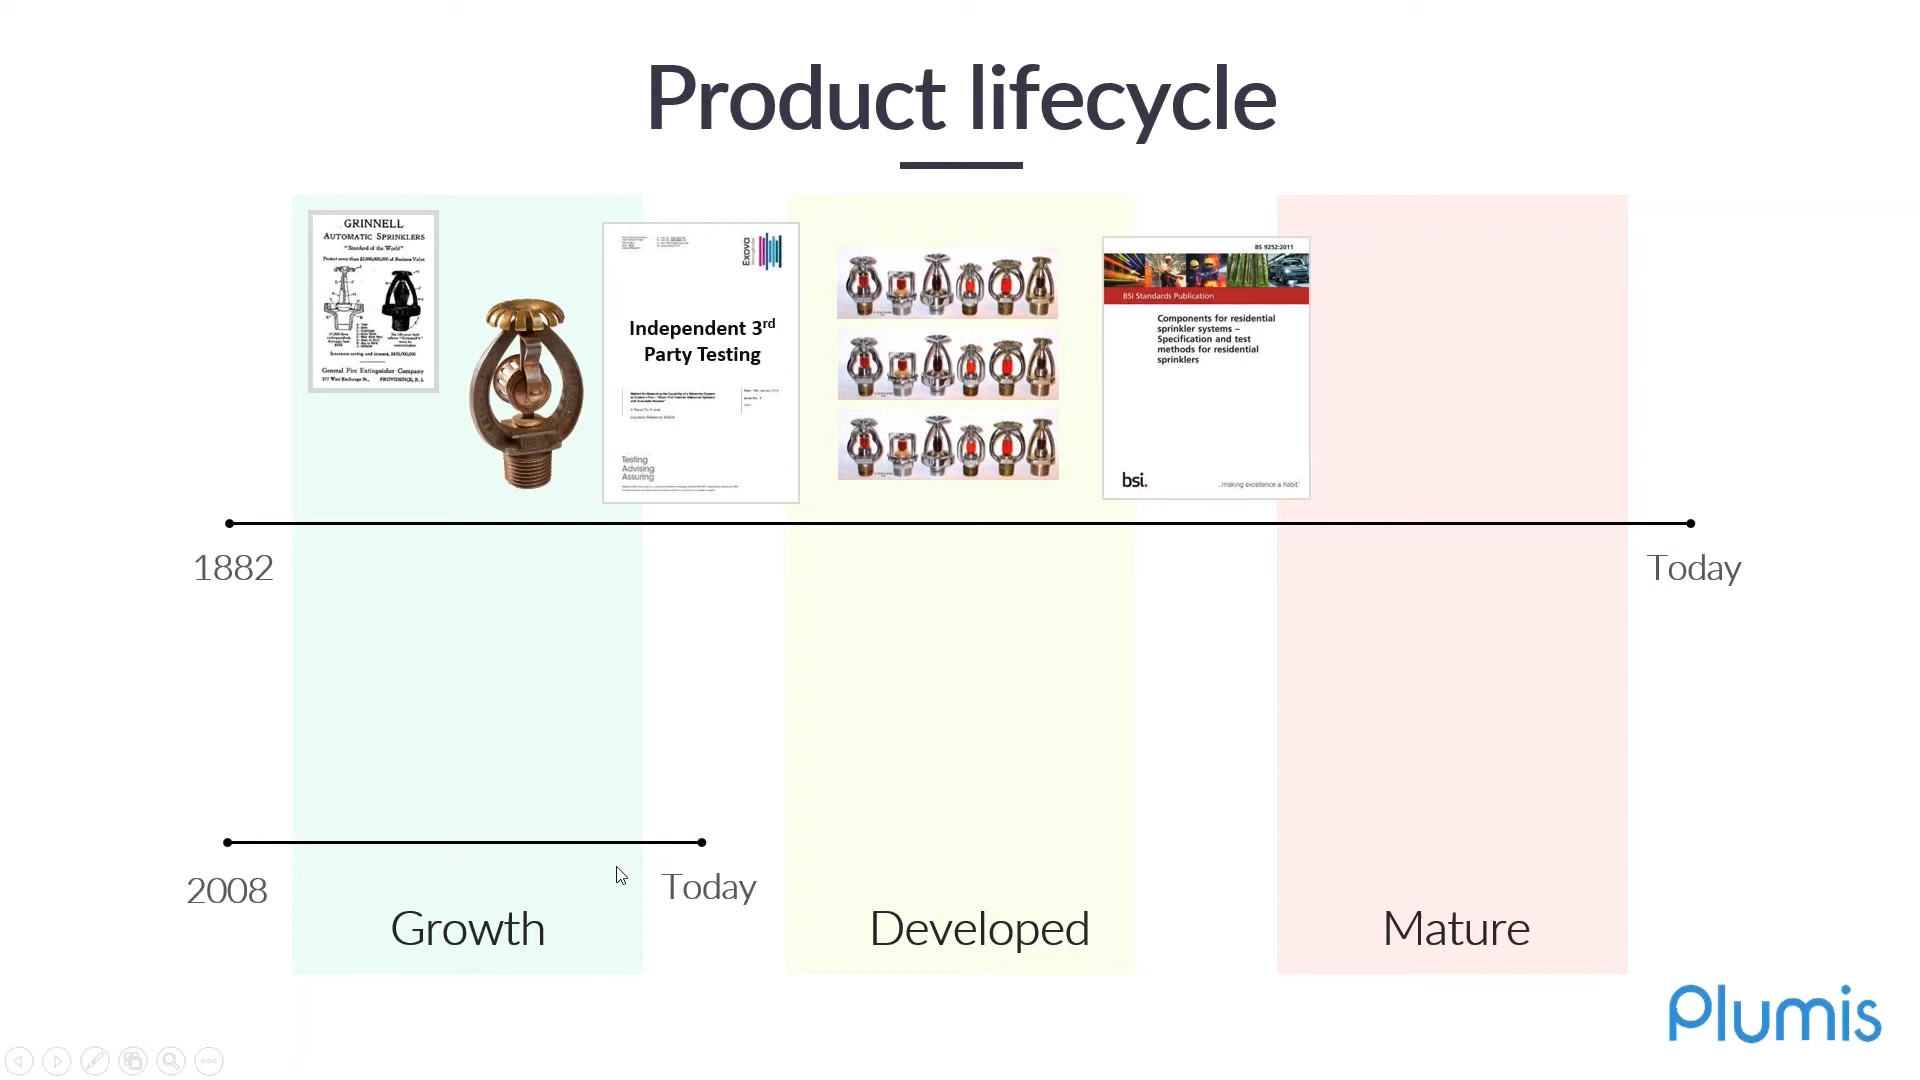 Product lifecycle
GRINNELL
AUTOMATIC SPRINKLERS
"Standard of the World"
General Fire Extinguisher Company
PROVIDENCE, R. I.
Exova
Independent 3rd
Party Testing
Testing
Advising
Assuring
BS 9252:2011
BSI Standards Publication
Components for residential
sprinkler systems –
Specification and test
methods for residential
sprinklers
bsi.
...making excellence a habit.
1882
Today
2008
Today
Growth
Developed
Mature
Plumis